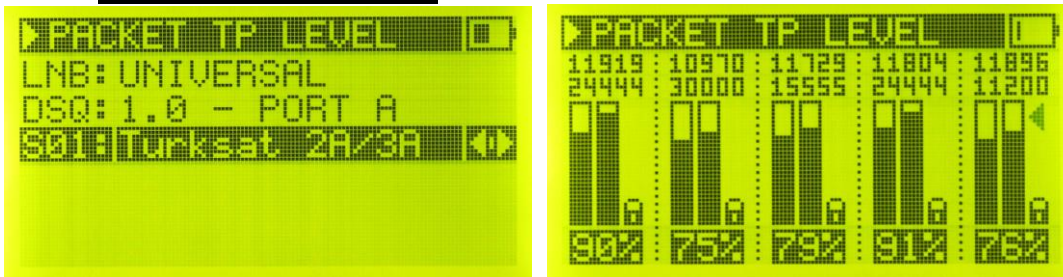 PACKET TP LEVEL
LNB: UNIVERSAL
DSQ: 1.0 - PORT A
S01: Turksat 2A/3A
PACKET TP LEVEL
11919 10970 11729 11804 11896
24444 30000 15555 24444 11200
90% 75% 79% 91% 76%